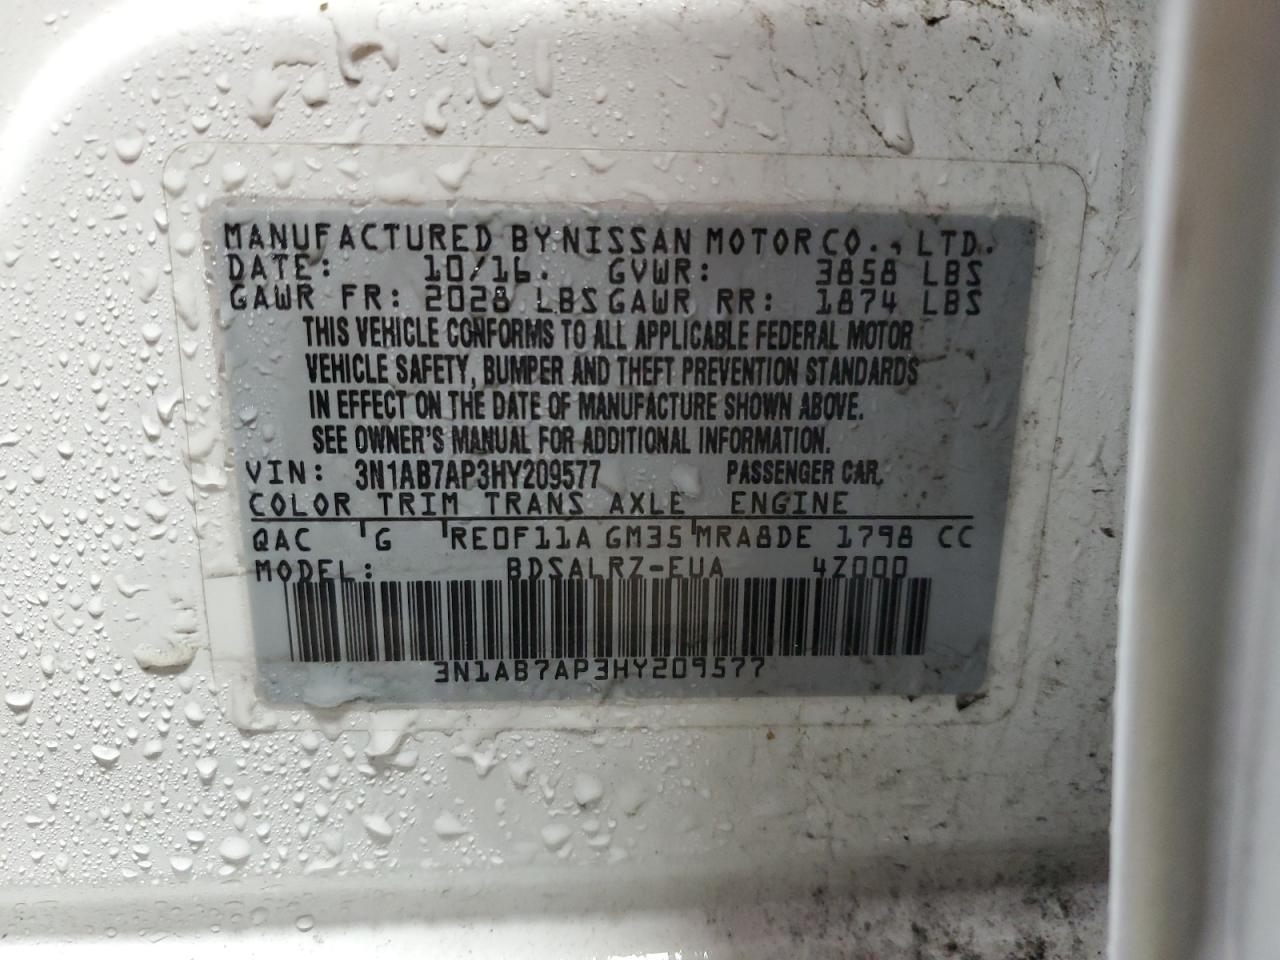 MANUFACTURED BY NISSAN MOTOR CO., LTD.
DATE: 10/16. GVWR: 3858 LBS
GAWR FR: 2028 LBS GAWR RR: 1874 LBS
THIS VEHICLE CONFORMS TO ALL APPLICABLE FEDERAL MOTOR
VEHICLE SAFETY, BUMPER AND THEFT PREVENTION STANDARDS
IN EFFECT ON THE DATE OF MANUFACTURE SHOWN ABOVE.
SEE OWNER'S MANUAL FOR ADDITIONAL INFORMATION.
VIN: 3N1AB7AP3HY209577 PASSENGER CAR.
COLOR TRIM TRANS AXLE ENGINE
QAC G RE0F11A GM35 MRA8DE 1798 CC
MODEL: BDSALRZ-EUA 4Z000
3N1AB7AP3HY209577